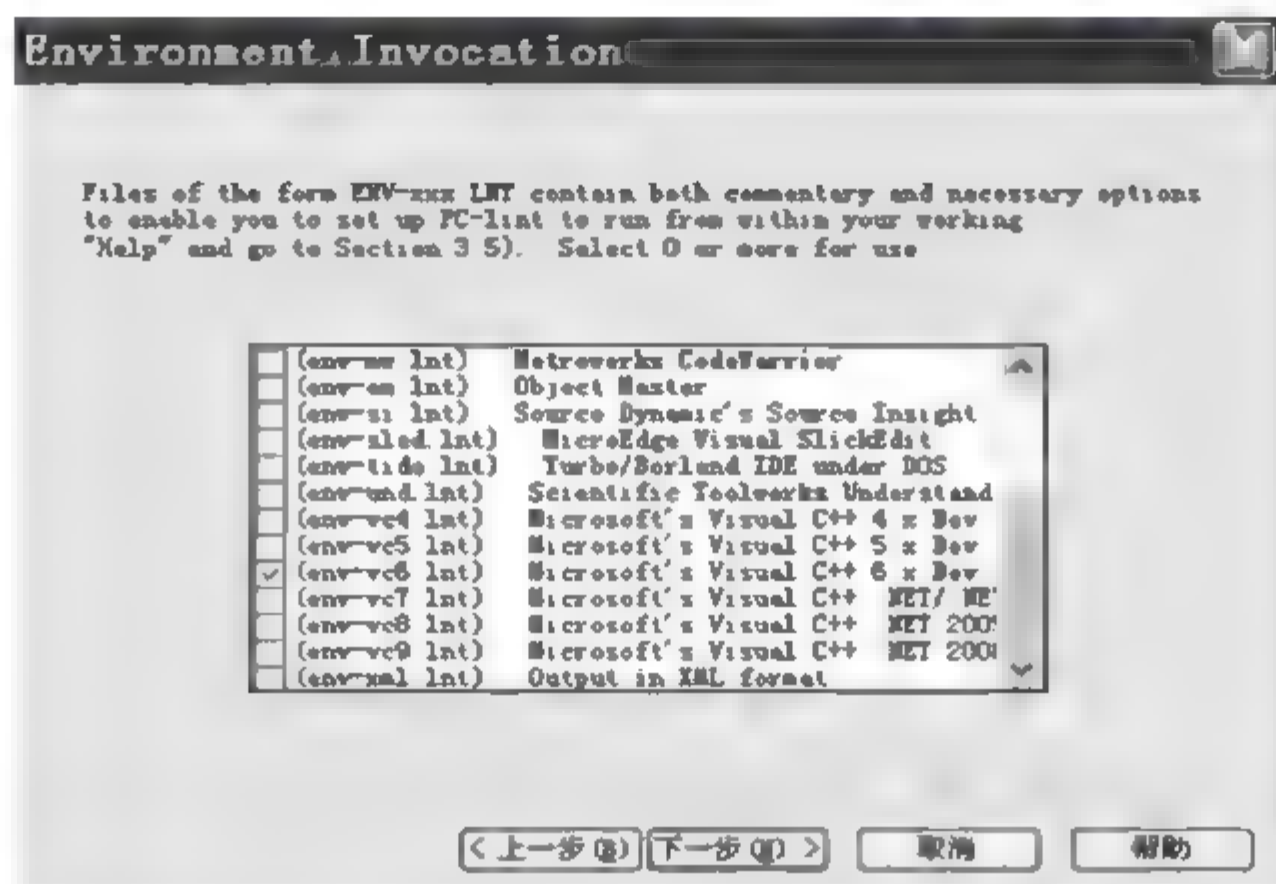 Environment Invocation
Files of the form ENV-xxx LNT contain both commentary and necessary options
to enable you to set up PC-lint to run from within your working
"Help" and go to Section 3 5). Select 0 or more for use
(env-mw lnt) Metrowerks CodeWarrior
(env-om lnt) Object Master
(env-si lnt) Source Dynamic's Source Insight
(env-sled lnt) MicroEdge Visual SlickEdit
(env-tide lnt) Turbo/Borland IDE under DOS
(env-und lnt) Scientific Toolworks Understand
(env-vc4 lnt) Microsoft's Visual C++ 4 x Dev
(env-vc5 lnt) Microsoft's Visual C++ 5 x Dev
(env-vc6 lnt) Microsoft's Visual C++ 6 x Dev
(env-vc7 lnt) Microsoft's Visual C++ NET/ NE
(env-vc8 lnt) Microsoft's Visual C++ NET 200
(env-vc9 lnt) Microsoft's Visual C++ NET 200
(env-xml lnt) Output in XML format
< 上一步(B) 下一步(N) > 取消 帮助